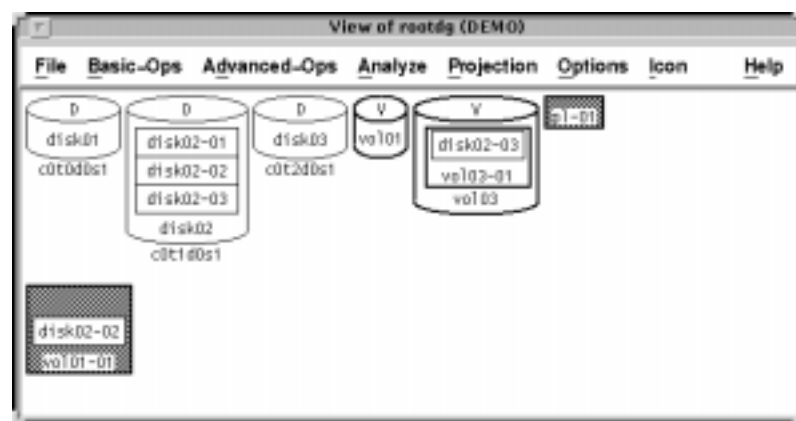 View of rootdg (DEMO)
File Basic-Ops Advanced-Ops Analyze Projection Options Icon Help
D D D V V pl-01
disk01 disk02-01 disk03 vol01 disk02-03
c0t0d0s1 disk02-02 c0t2d0s1 vol03-01
disk02-03 vol03
disk02
c0t1d0s1
disk02-02
vol01-01